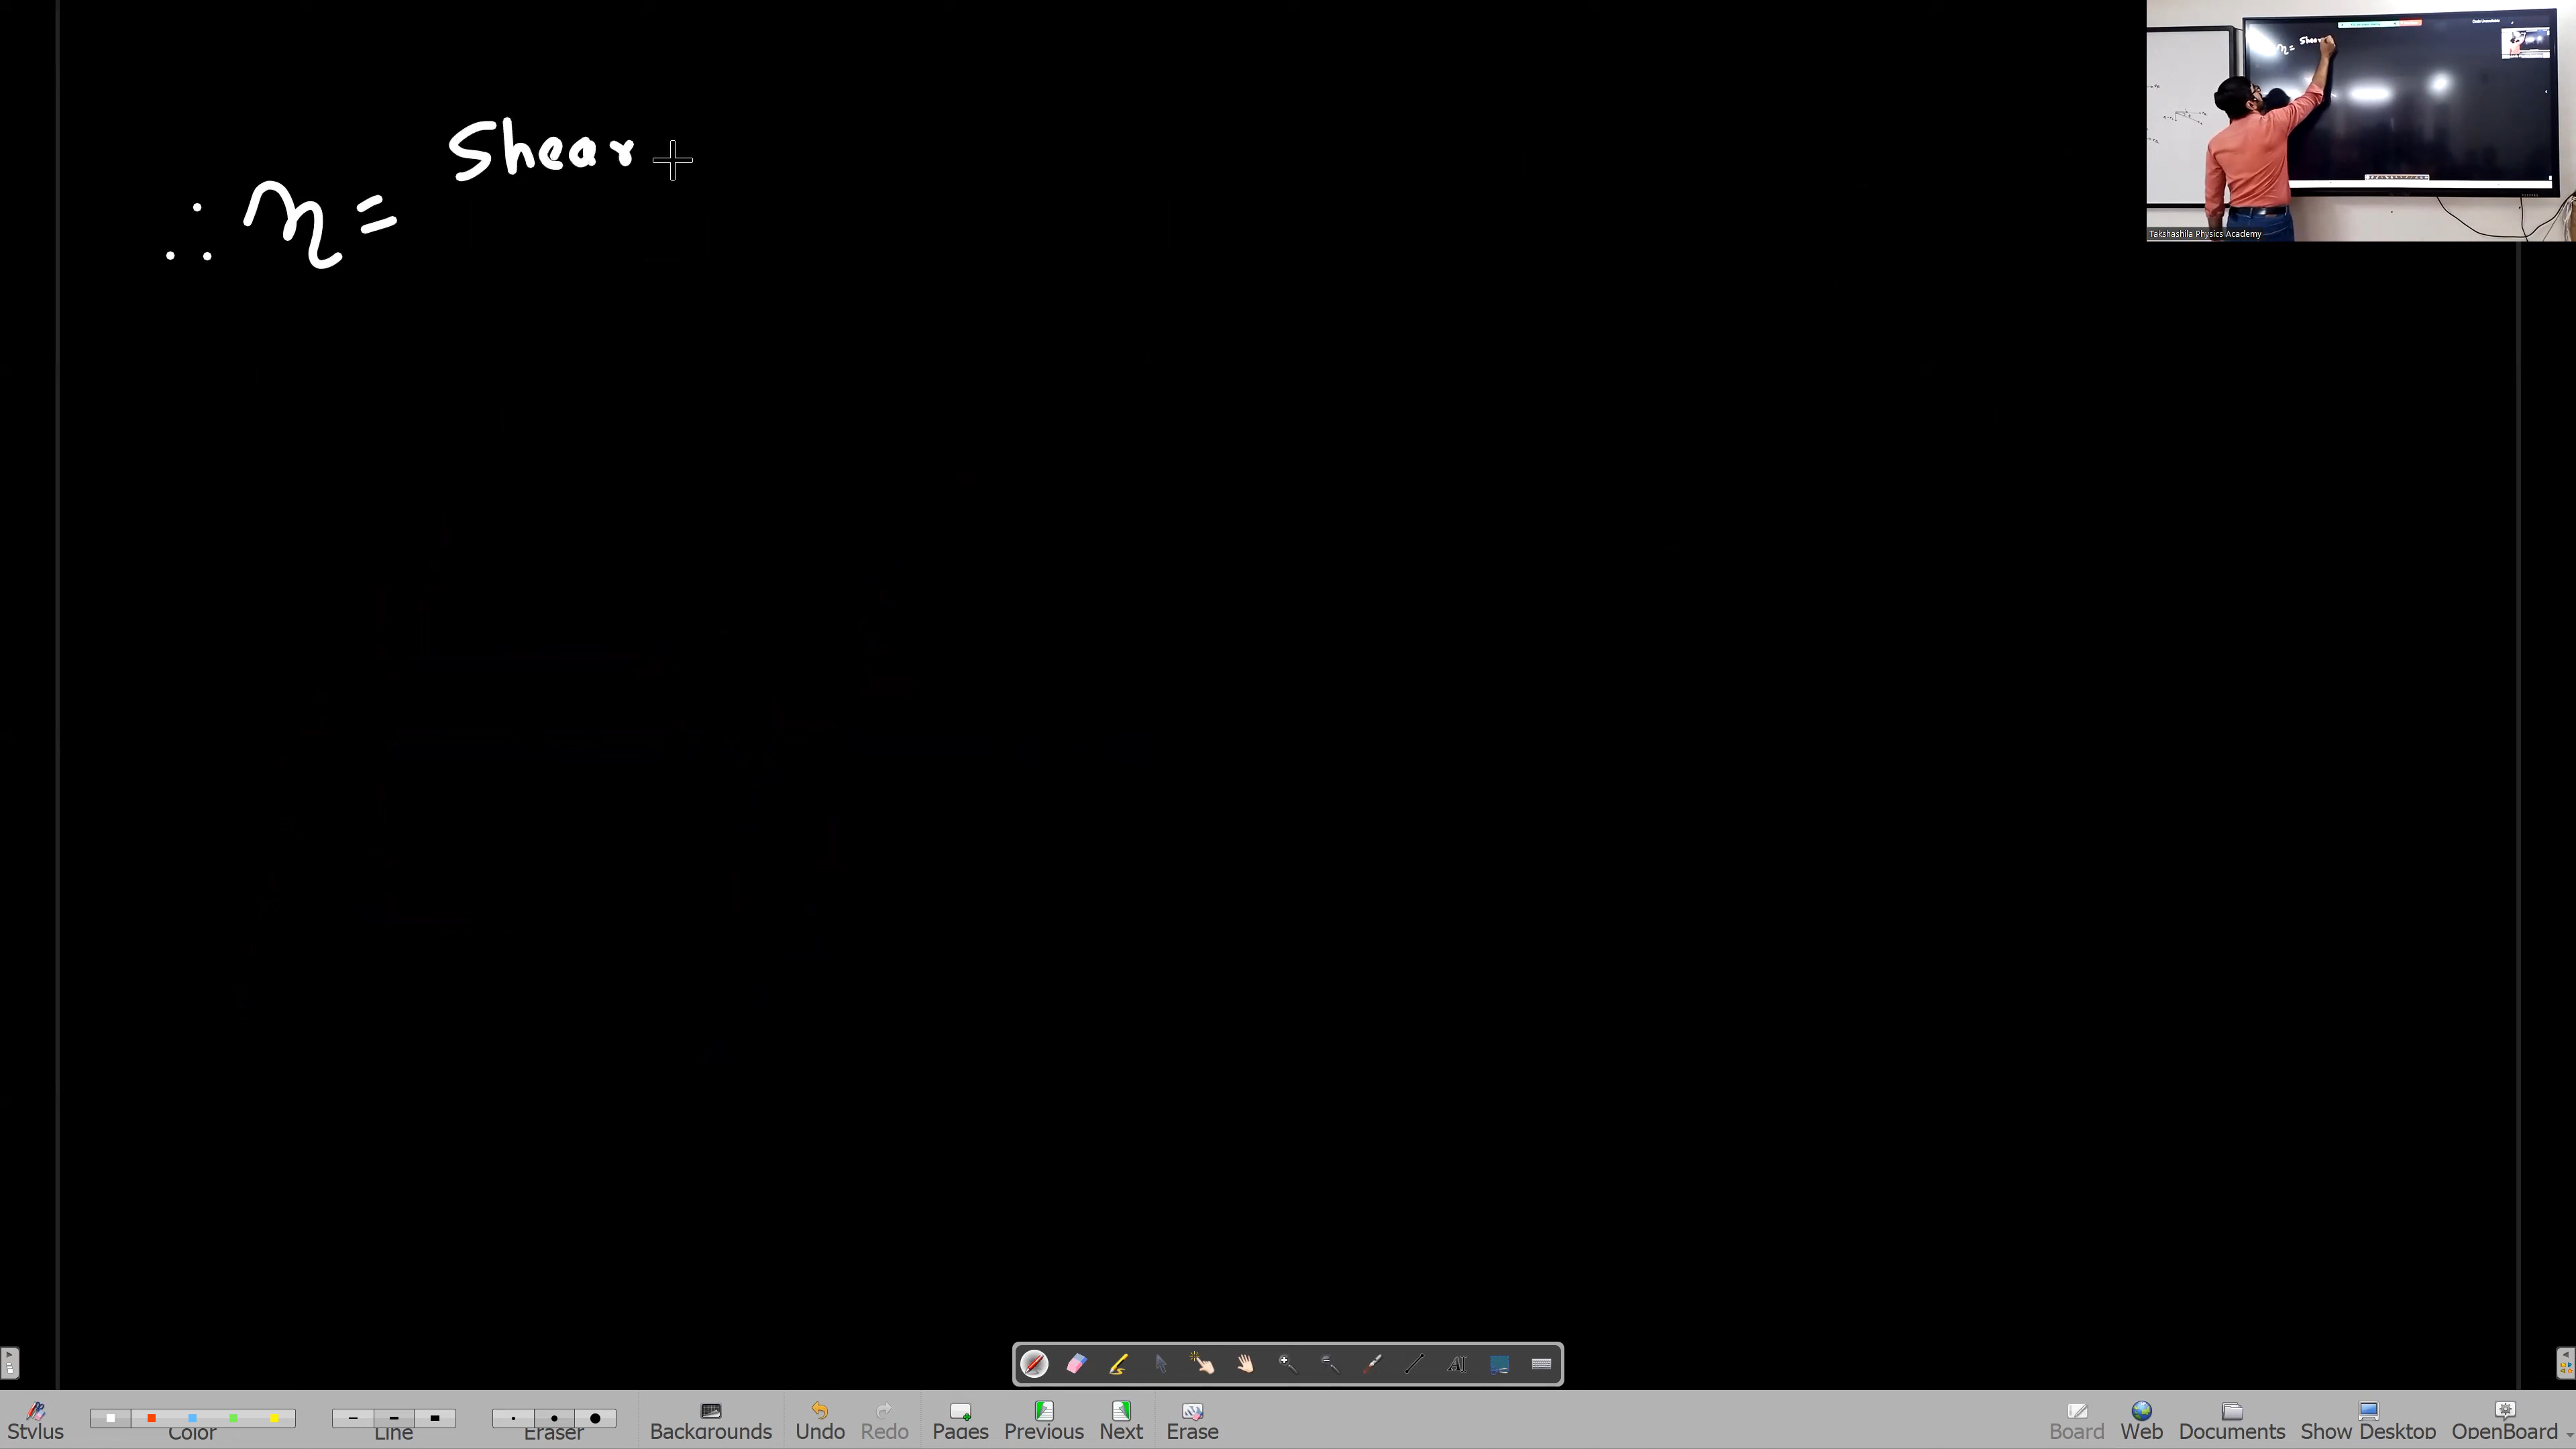 Shear
∴ η =
Takshashila Physics Academy
Stylus
Color
Line
Eraser
Backgrounds
Undo
Redo
Pages
Previous
Next
Erase
Board
Web
Documents
Show Desktop
OpenBoard